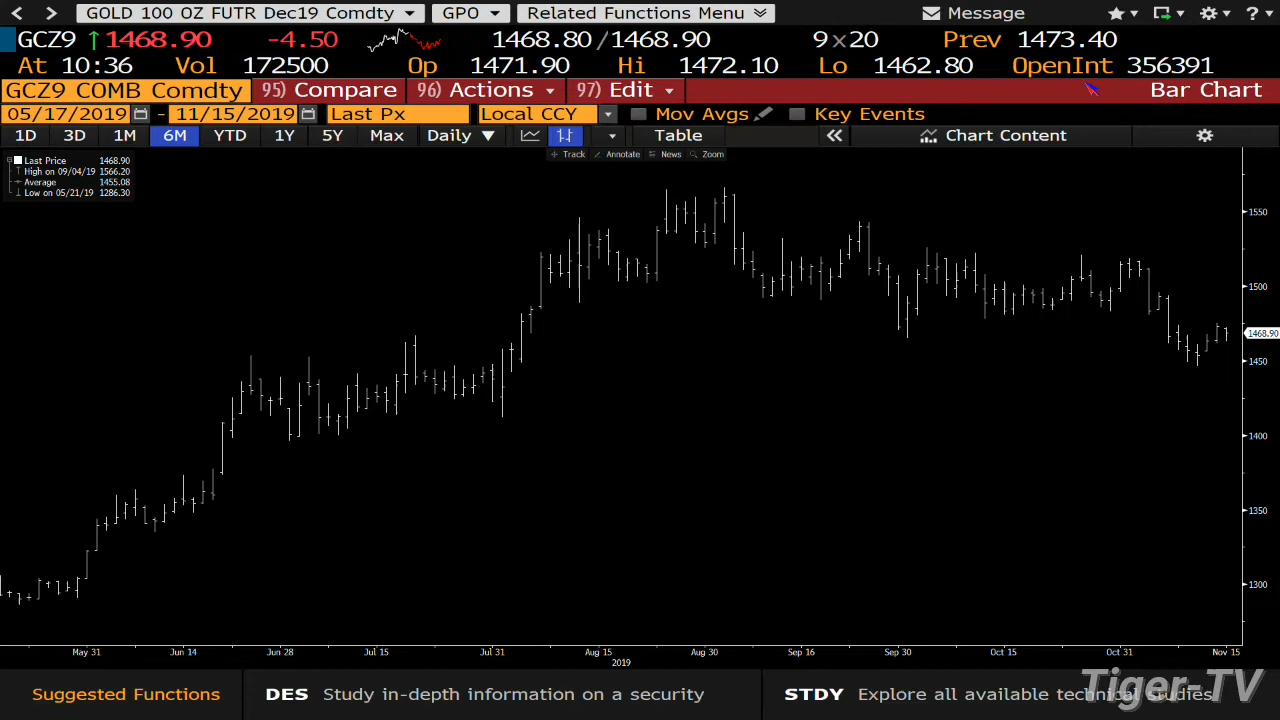 GOLD 100 OZ FUTR Dec19 Comdty GPO Related Functions Menu Message ?
GCZ9 ↑1468.90 -4.50 1468.80/1468.90 9x20 Prev 1473.40
At 10:36 Vol 172500 Op 1471.90 Hi 1472.10 Lo 1462.80 OpenInt 356391
GCZ9 COMB Comdty 95) Compare 96) Actions 97) Edit Bar Chart
05/17/2019 - 11/15/2019 Last Px Local CCY Mov Avgs Key Events
1D 3D 1M 6M YTD 1Y 5Y Max Daily ▼ Table « Chart Content
Track Annotate News Zoom
Last Price 1468.90
High on 09/04/19 1566.20
Average 1455.08
Low on 05/21/19 1286.30
1550
1500
1468.90
1450
1400
1350
1300
May 31 Jun 14 Jun 28 Jul 15 Jul 31 Aug 15 Aug 30 Sep 16 Sep 30 Oct 15 Oct 31 Nov 15
2019
Suggested Functions DES Study in-depth information on a security STDY Explore all available technical studies
Tiger-TV